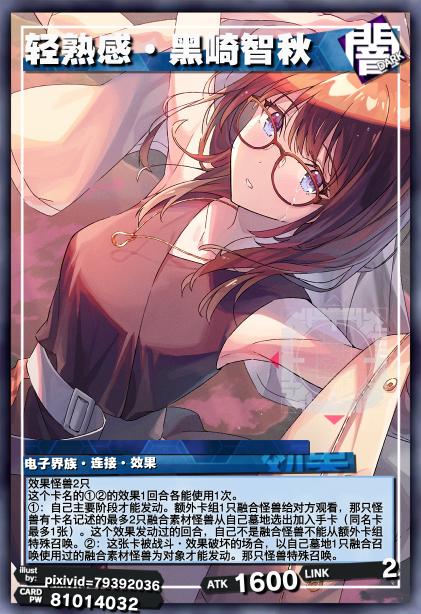 轻熟感・黑崎智秋
闇
DARK
电子界族・连接・效果
效果怪兽2只
这个卡名的①②的效果1回合各能使用1次。
①：自己主要阶段才能发动。额外卡组1只融合怪兽给对方观看，那只怪
兽有卡名记述的最多2只融合素材怪兽从自己墓地选出加入手卡（同名卡
最多1张）。这个效果发动过的回合，自己不是融合怪兽不能从额外卡组
特殊召唤。②：这张卡被战斗・效果破坏的场合，以自己墓地1只融合召
唤使用过的融合素材怪兽为对象才能发动。那只怪兽特殊召唤。
illust by: pixivid=79392036
CARD PW 81014032
ATK 1600 LINK 2